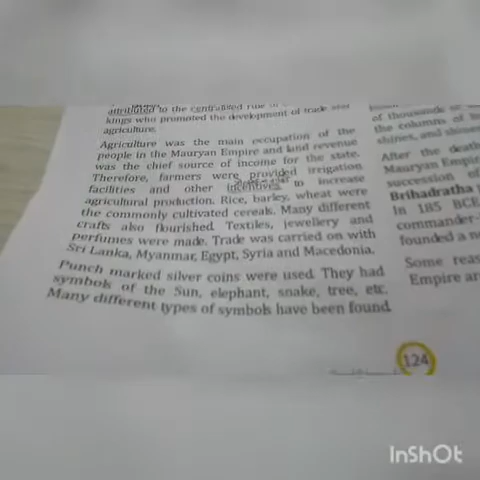 attributed to the centralised rule of
kings who promoted the development of trade and
agriculture.
Agriculture was the main occupation of the
people in the Mauryan Empire and land revenue
was the chief source of income for the state.
Therefore, farmers were provided irrigation
facilities and other incentives to increase
agricultural production. Rice, barley, wheat were
the commonly cultivated cereals. Many different
crafts also flourished. Textiles, jewellery and
perfumes were made. Trade was carried on with
Sri Lanka, Myanmar, Egypt, Syria and Macedonia.
Punch marked silver coins were used. They had
symbols of the Sun, elephant, snake, tree, etc.
Many different types of symbols have been found
of thousands
the columns of
shines, and
After the death
Mauryan Empir
succession of
Brihadratha
In 185 BCE
commander-
founded a n
Some reas
Empire ar
124
InShOt